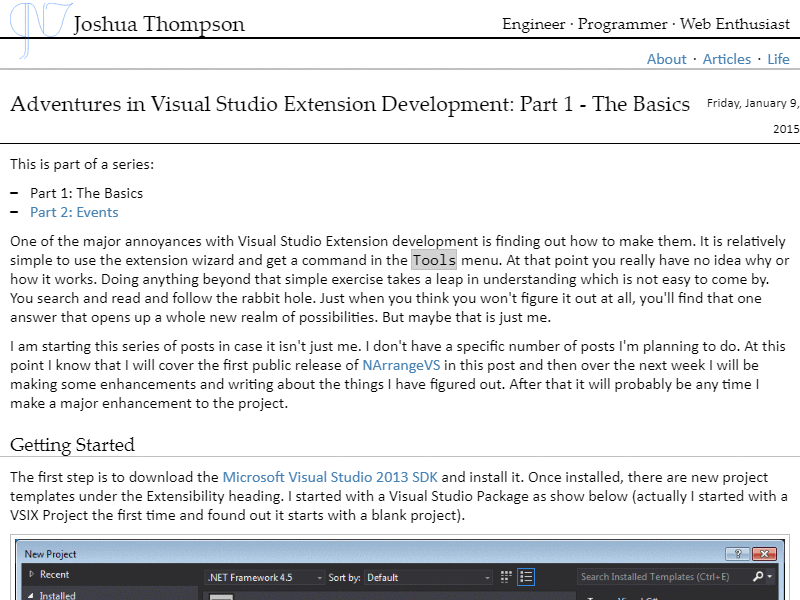 Joshua Thompson
Engineer · Programmer · Web Enthusiast
About · Articles · Life
Adventures in Visual Studio Extension Development: Part 1 - The Basics
Friday, January 9,
2015
This is part of a series:
– Part 1: The Basics
– Part 2: Events
One of the major annoyances with Visual Studio Extension development is finding out how to make them. It is relatively
simple to use the extension wizard and get a command in the Tools menu. At that point you really have no idea why or
how it works. Doing anything beyond that simple exercise takes a leap in understanding which is not easy to come by.
You search and read and follow the rabbit hole. Just when you think you won't figure it out at all, you'll find that one
answer that opens up a whole new realm of possibilities. But maybe that is just me.
I am starting this series of posts in case it isn't just me. I don't have a specific number of posts I'm planning to do. At this
point I know that I will cover the first public release of NArrangeVS in this post and then over the next week I will be
making some enhancements and writing about the things I have figured out. After that it will probably be any time I
make a major enhancement to the project.
Getting Started
The first step is to download the Microsoft Visual Studio 2013 SDK and install it. Once installed, there are new project
templates under the Extensibility heading. I started with a Visual Studio Package as show below (actually I started with a
VSIX Project the first time and found out it starts with a blank project).
New Project
Recent
.NET Framework 4.5
Sort by: Default
Search Installed Templates (Ctrl+E)
Installed